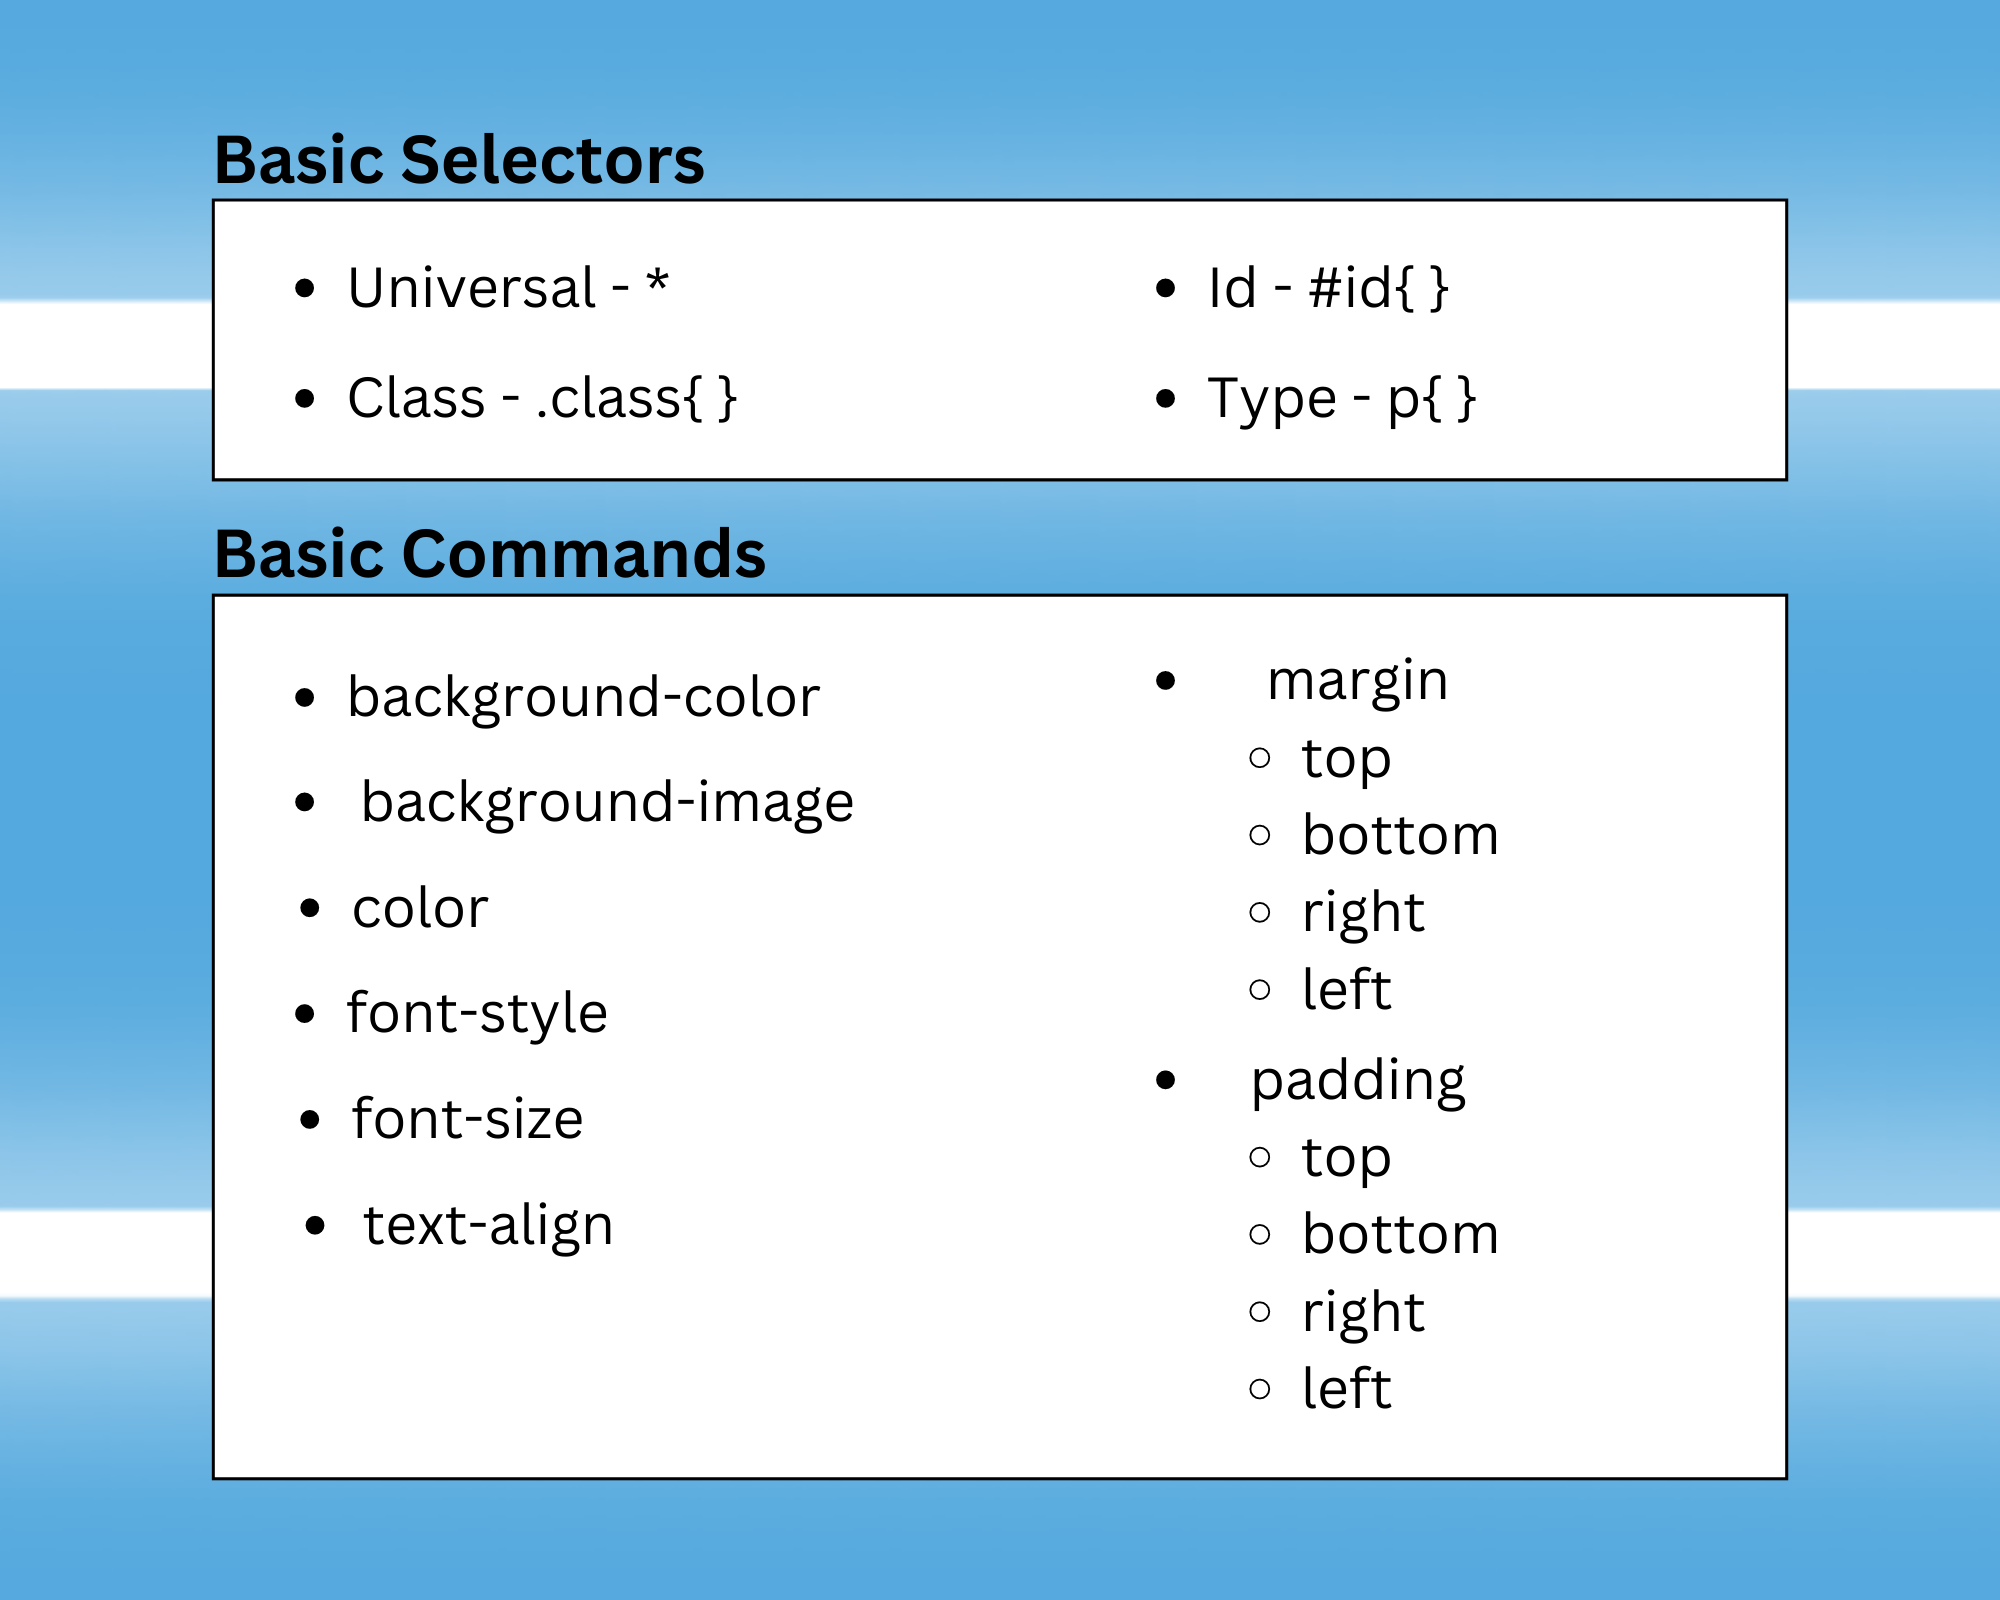 Basic Selectors
Universal - *
Class - .class{ }
Id - #id{ }
Type - p{ }
Basic Commands
background-color
background-image
color
font-style
font-size
text-align
margin
top
bottom
right
left
padding
top
bottom
right
left